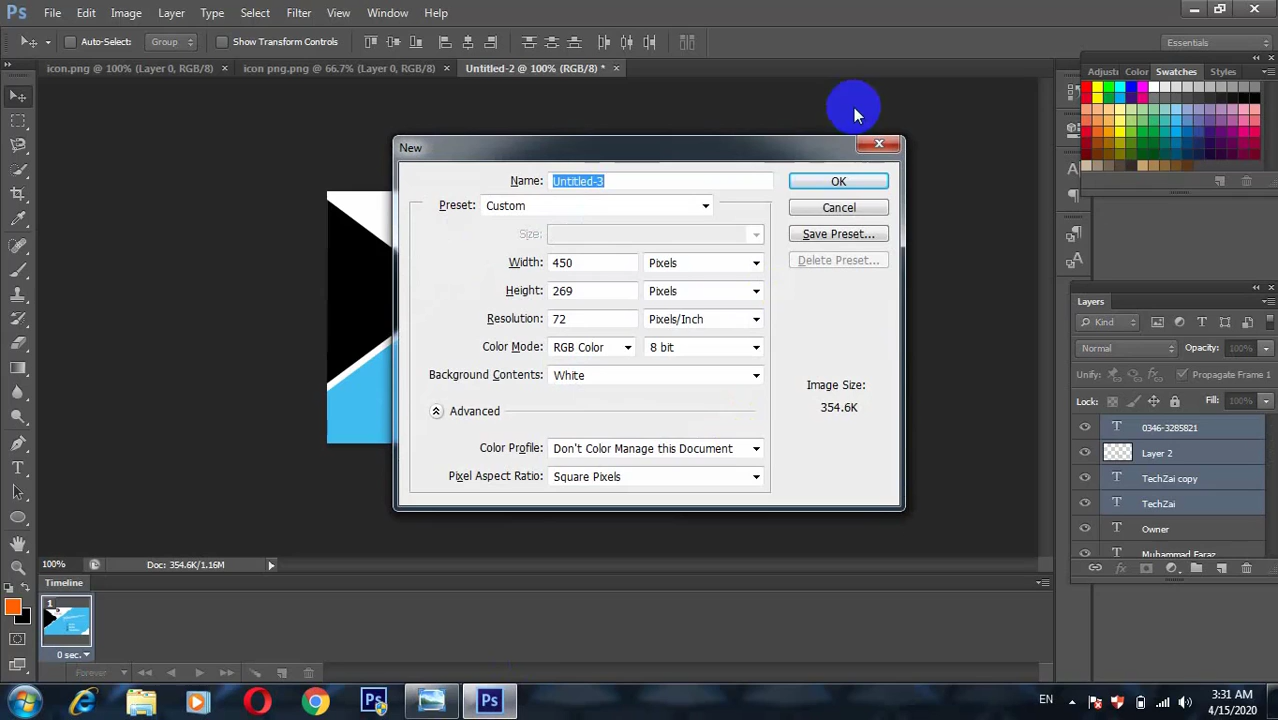 Ps File Edit Image Layer Type Select Filter View Window Help
Auto-Select: Group Show Transform Controls Essentials
icon.png @ 100% (Layer 0, RGB/8) × icon png.png @ 66.7% (Layer 0, RGB/8) × Untitled-2 @ 100% (RGB/8) * ×
Adjustn Color Swatches Styles
New
Name: Untitled-3 OK
Preset: Custom Cancel
Size: Save Preset...
Width: 450 Pixels Delete Preset...
Height: 269 Pixels
Resolution: 72 Pixels/Inch
Color Mode: RGB Color 8 bit
Background Contents: White
Image Size:
354.6K
Advanced
Color Profile: Don't Color Manage this Document
Pixel Aspect Ratio: Square Pixels
Layers
Kind
Normal Opacity: 100%
Unify: Propagate Frame 1
Lock: Fill: 100%
T 0346-3285821
Layer 2
T TechZai copy
T TechZai
T Owner
T Muhammad Faraz
100% Doc: 354.6K/1.16M
Timeline
1
0 sec.
Forever
Ps Ps EN 3:31 AM
4/15/2020